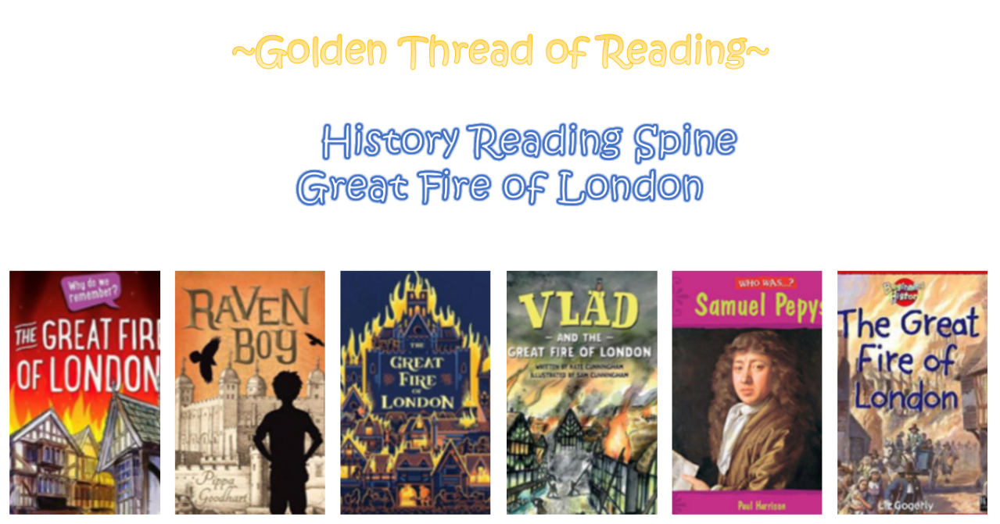 ~Golden Thread of Reading~
History Reading Spine
Great Fire of London
Why do we
remember?
THE GREAT FIRE
OF LONDON
RAVEN
BOY
Pippa
Goodhart
THE
GREAT
FIRE
OF
LONDON
VLAD
– AND THE –
GREAT FIRE OF LONDON
WRITTEN BY KATE CUNNINGHAM
ILLUSTRATED BY SAM CUNNINGHAM
WHO WAS...?
Samuel Pepys
Paul Harrison
Beginning
History
The Great
Fire of
London
Liz Gogerly